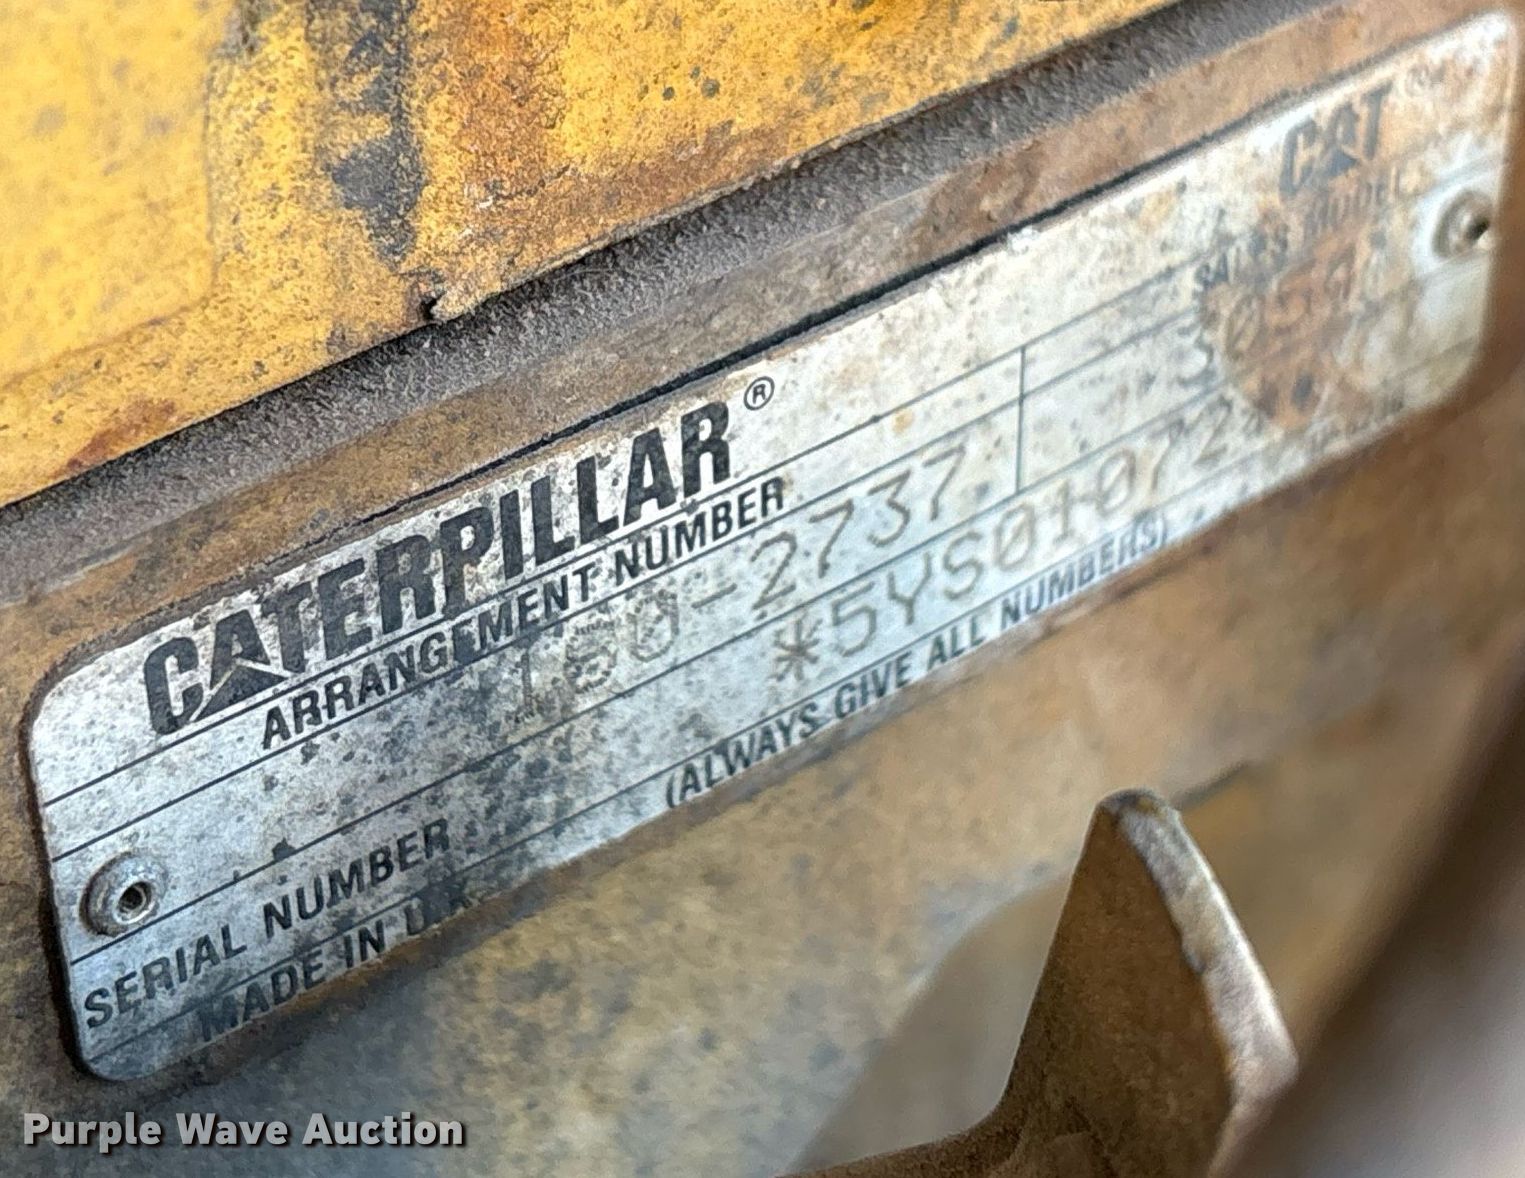 CATERPILLAR®
CAT
ARRANGEMENT NUMBER
SALES MODEL
160-2737
SERIAL NUMBER
*5YS01072
MADE IN
(ALWAYS GIVE ALL NUMBERS)
Purple Wave Auction